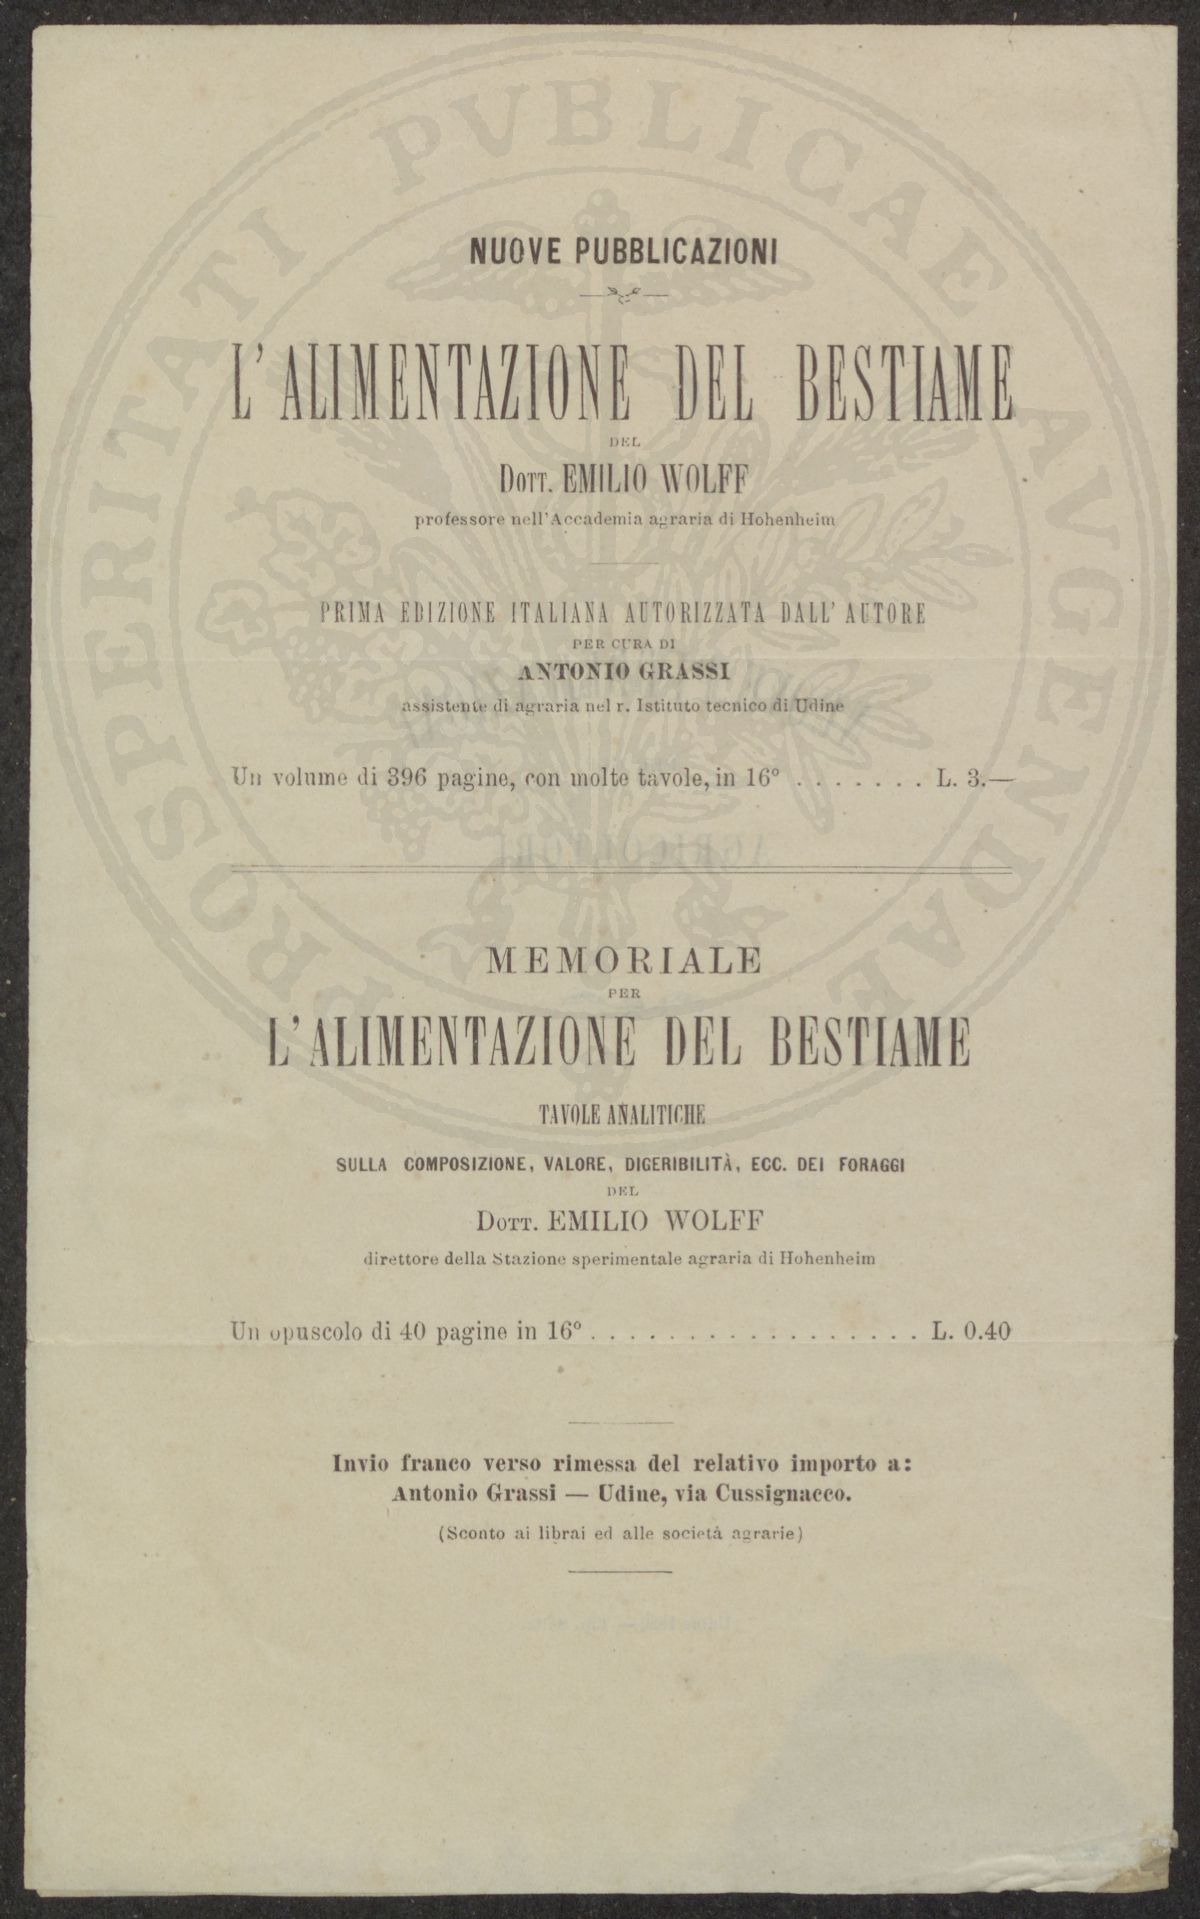 PROSPERITATI PUBLICAE AUGENDAE
NUOVE PUBBLICAZIONI
L'ALIMENTAZIONE DEL BESTIAME
DEL
DOTT. EMILIO WOLFF
professore nell'Accademia agraria di Hohenheim
PRIMA EDIZIONE ITALIANA AUTORIZZATA DALL'AUTORE
PER CURA DI
ANTONIO GRASSI
assistente di agraria nel r. Istituto tecnico di Udine
Un volume di 396 pagine, con molte tavole, in 16° . . . . . . . L. 3.—
MEMORIALE
PER
L'ALIMENTAZIONE DEL BESTIAME
TAVOLE ANALITICHE
SULLA COMPOSIZIONE, VALORE, DIGERIBILITÀ, ECC. DEI FORAGGI
DEL
DOTT. EMILIO WOLFF
direttore della Stazione sperimentale agraria di Hohenheim
Un opuscolo di 40 pagine in 16° . . . . . . . . . . . . . . . . . L. 0.40
Invio franco verso rimessa del relativo importo a:
Antonio Grassi — Udine, via Cussignacco.
(Sconto ai librai ed alle società agrarie)